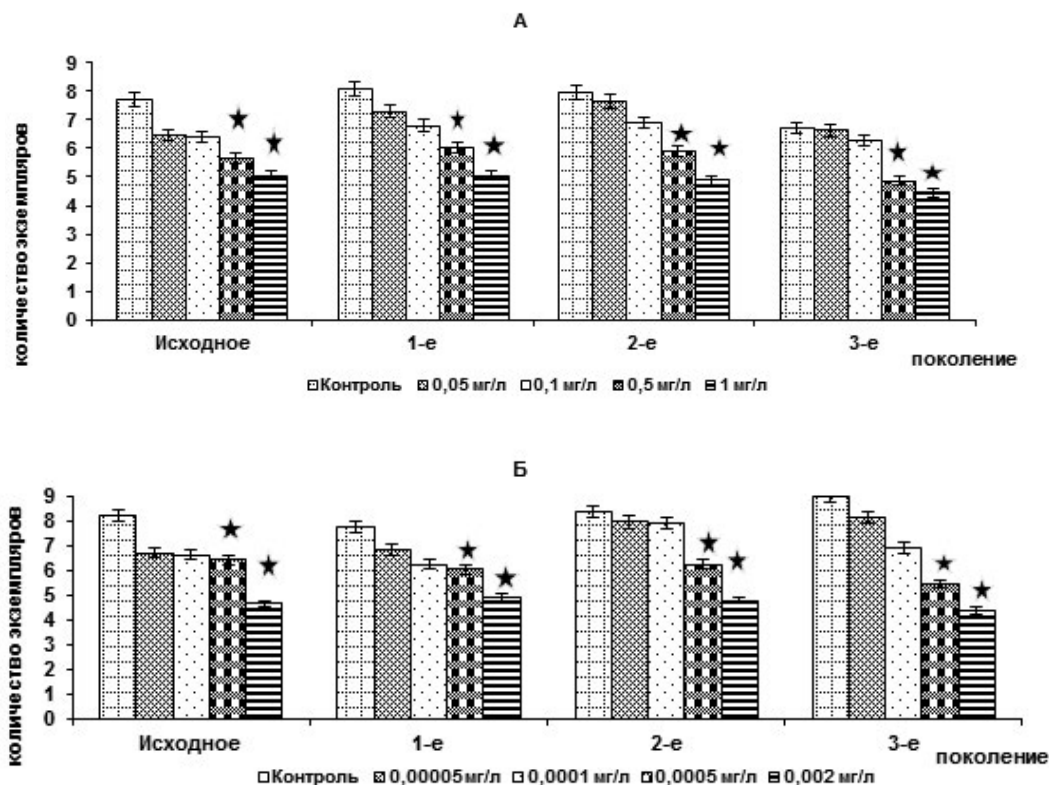 А
количество экземпляров
9
8
7
6
5
4
3
2
1
0
Исходное 1-е 2-е 3-е
поколение
Контроль 0,05 мг/л 0,1 мг/л 0,5 мг/л 1 мг/л
Б
количество экземпляров
9
8
7
6
5
4
3
2
1
0
Исходное 1-е 2-е 3-е
поколение
Контроль 0,00005 мг/л 0,0001 мг/л 0,0005 мг/л 0,002 мг/л